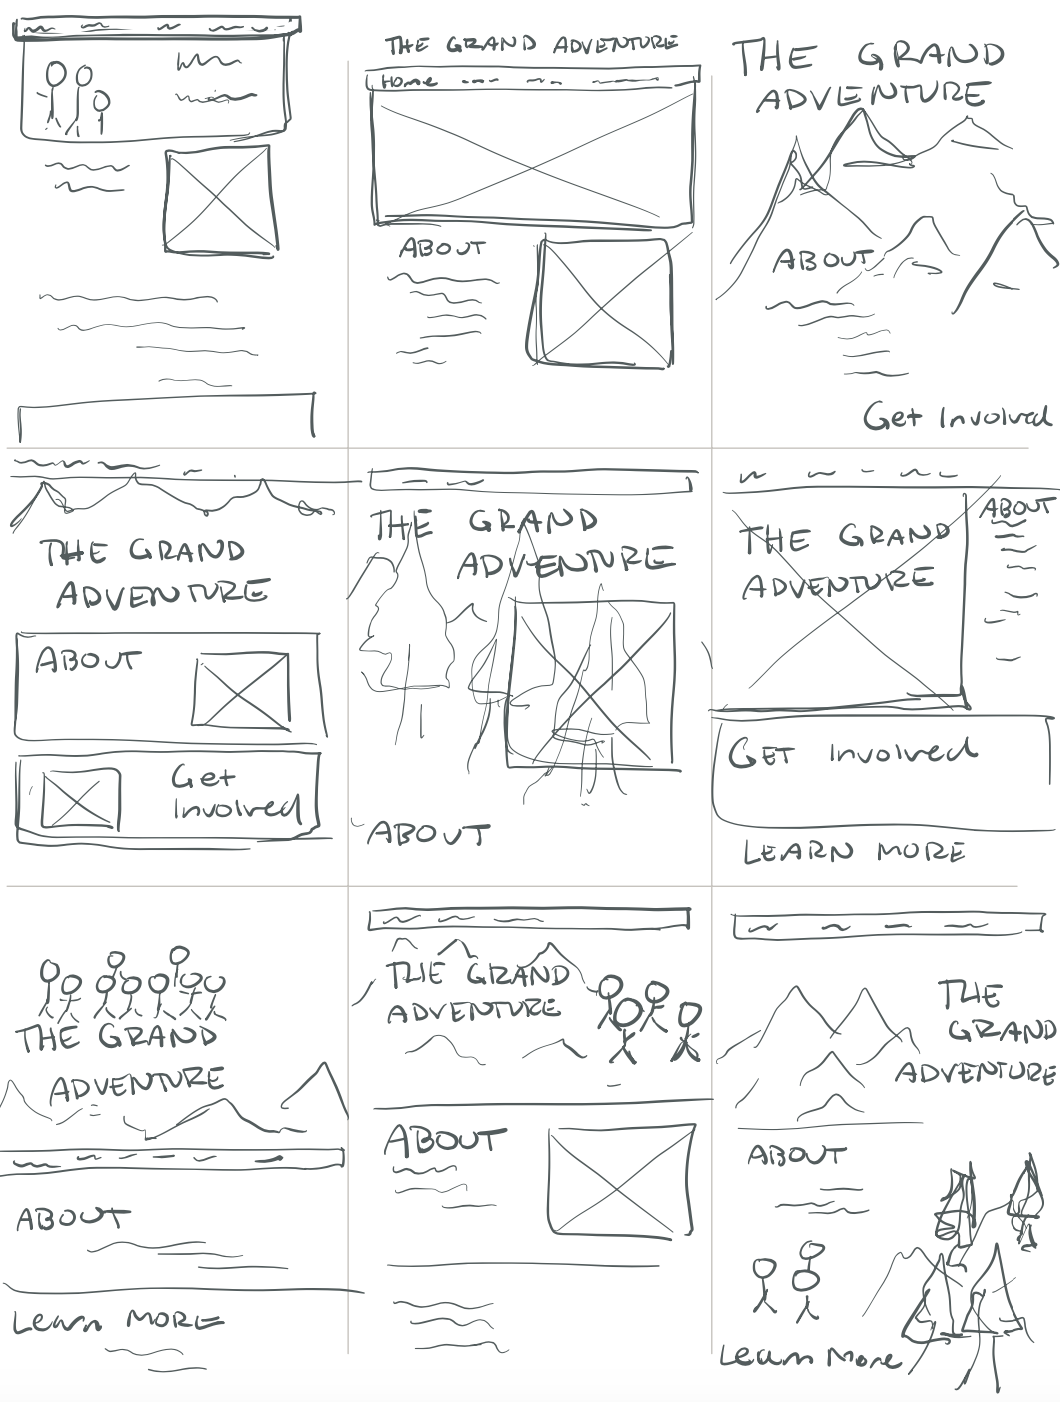 THE GRAND ADVENTURE
Home
ABOUT
THE GRAND
ADVENTURE
ABOUT
Get Involved
THE GRAND
ADVENTURE
ABOUT
Get
Involved
THE GRAND
ADVENTURE
ABOUT
THE GRAND
ADVENTURE
ABOUT
GET Involved
LEARN MORE
THE GRAND
ADVENTURE
ABOUT
Learn MORE
THE GRAND
ADVENTURE
ABOUT
THE
GRAND
ADVENTURE
ABOUT
Learn More